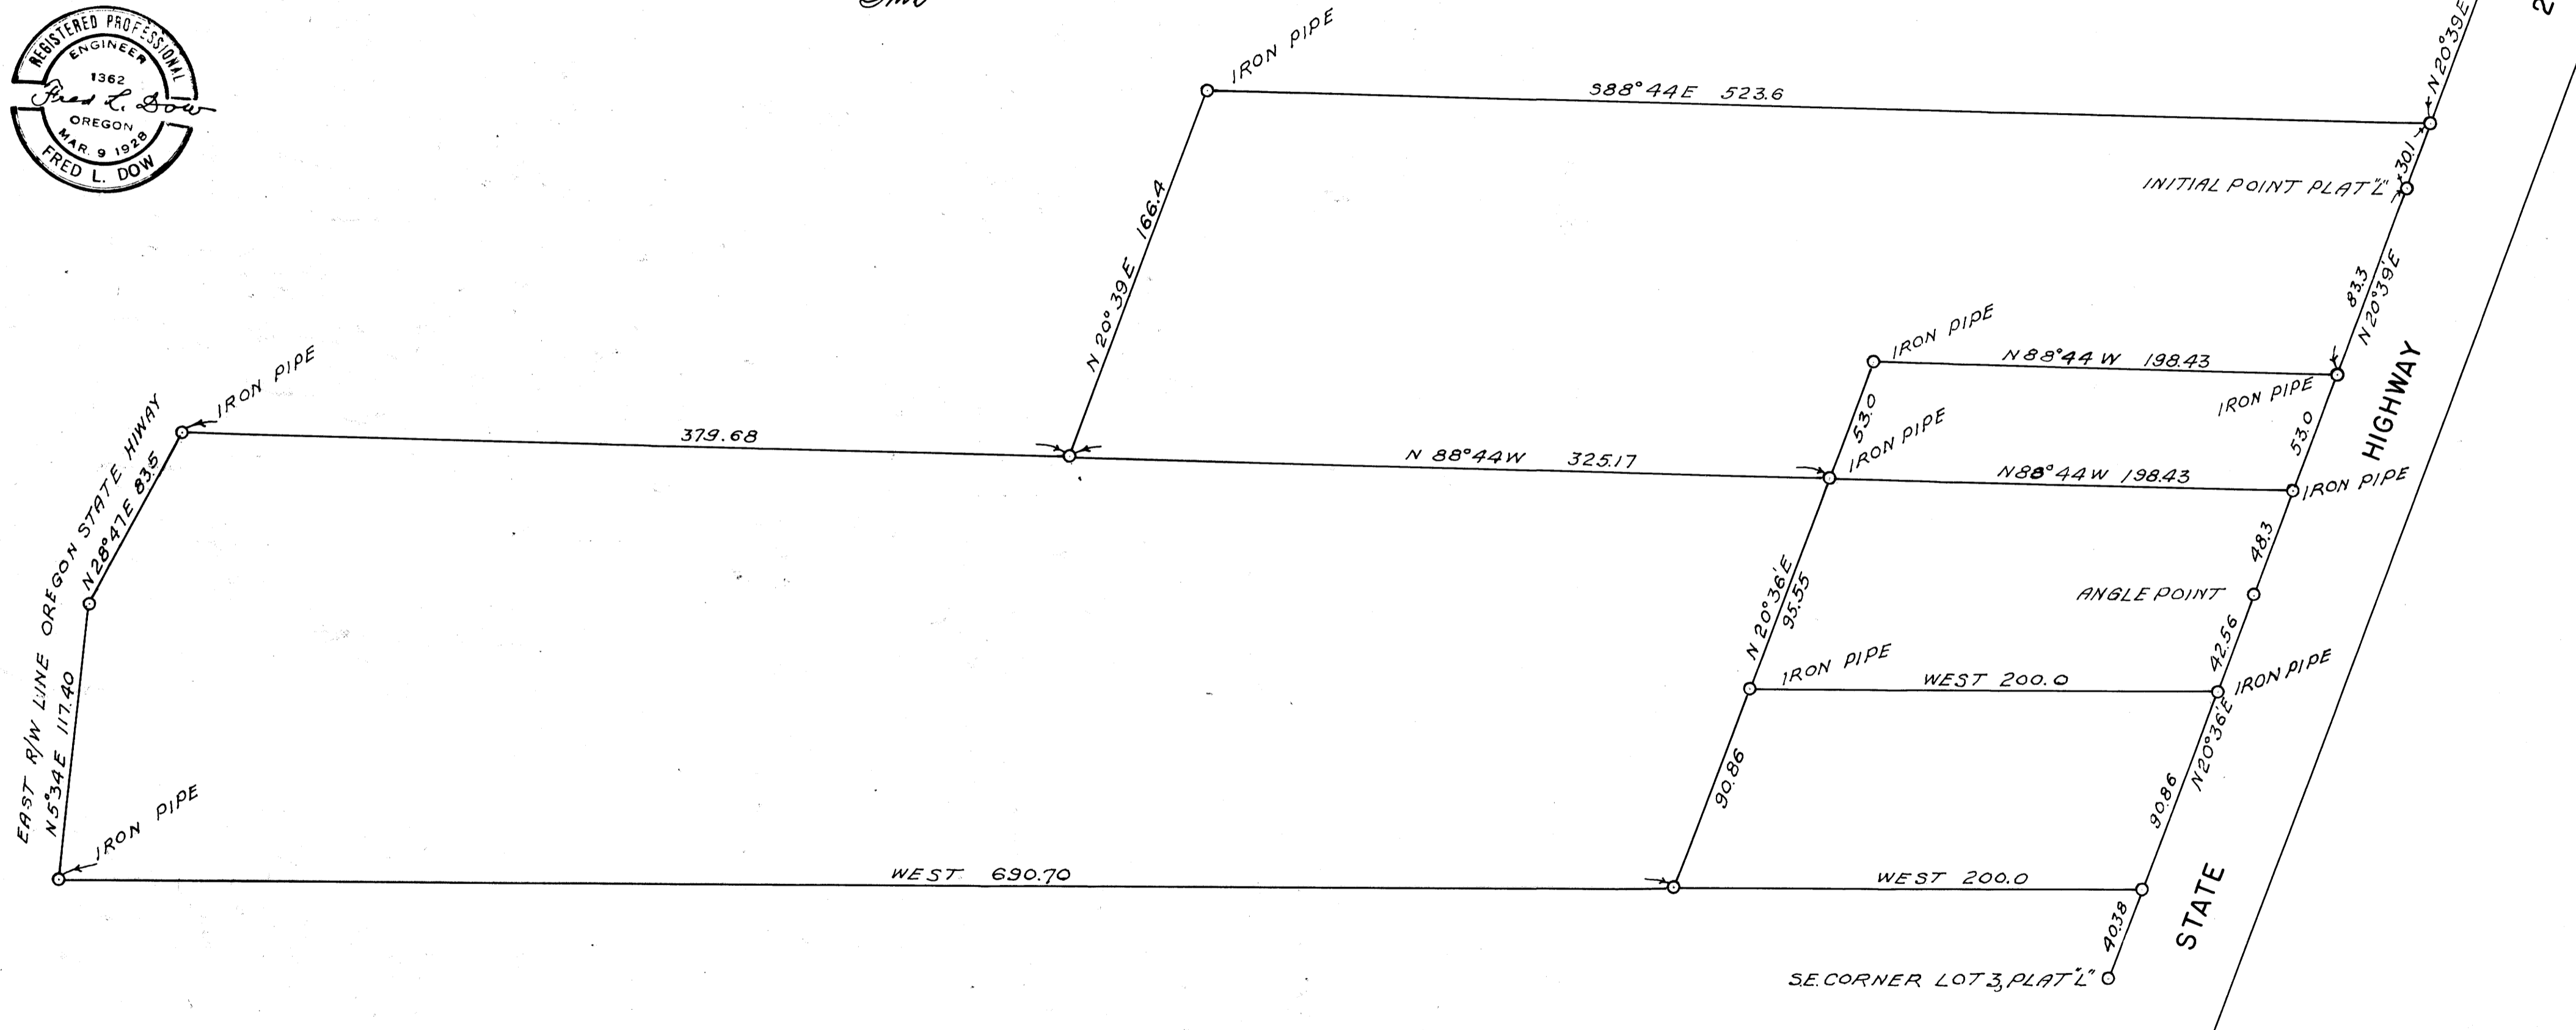 REGISTERED PROFESSIONAL
ENGINEER
1362
Fred L. Dow
OREGON
MAR. 9 1928
FRED L. DOW
IRON PIPE
S88°44E 523.6
N 20°39E
30.1
INITIAL POINT PLAT "L"
N 20°39E 166.4
83.3
N 20°39'E
IRON PIPE
N88°44 W 198.43
IRON PIPE
HIGHWAY
IRON PIPE
EAST R/W LINE OREGON STATE HIWAY
N28°47E 83.5
379.68
N 88°44W 325.17
53.0
IRON PIPE
N88°44W 198.43
53.0
IRON PIPE
48.3
ANGLE POINT
N 20°36'E
95.55
42.56
IRON PIPE
WEST 200.0
IRON PIPE
N20°36'E
N5°34E 117.40
IRON PIPE
90.86
90.86
WEST 690.70
WEST 200.0
STATE
40.38
S.E. CORNER LOT 3, PLAT "L"